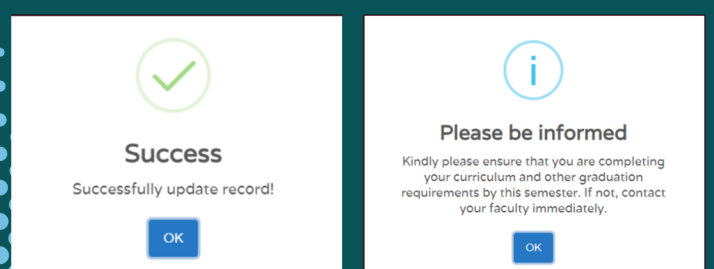 Success
Successfully update record!
OK
i
Please be informed
Kindly please ensure that you are completing
your curriculum and other graduation
requirements by this semester. If not, contact
your faculty immediately.
OK